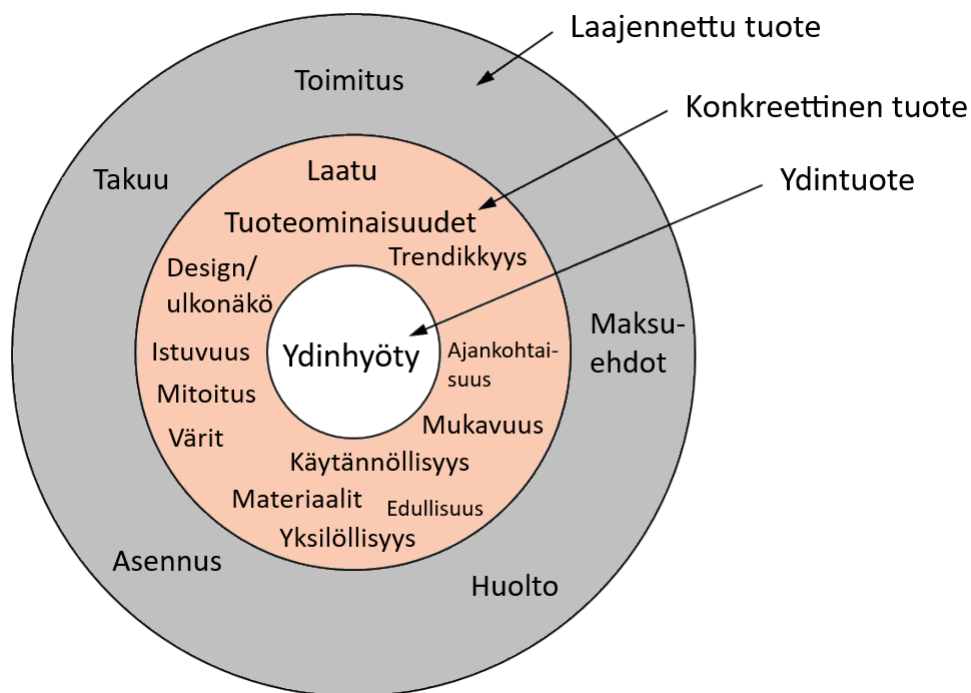 Laajennettu tuote
Toimitus
Konkreettinen tuote
Laatu
Takuu
Ydintuote
Tuoteominaisuudet
Trendikkyys
Design/
ulkonäkö
Maksu-
ehdot
Ydinhyöty
Istuvuus
Ajankohtai-
suus
Mitoitus
Mukavuus
Värit
Käytännöllisyys
Materiaalit
Edullisuus
Yksilöllisyys
Asennus
Huolto